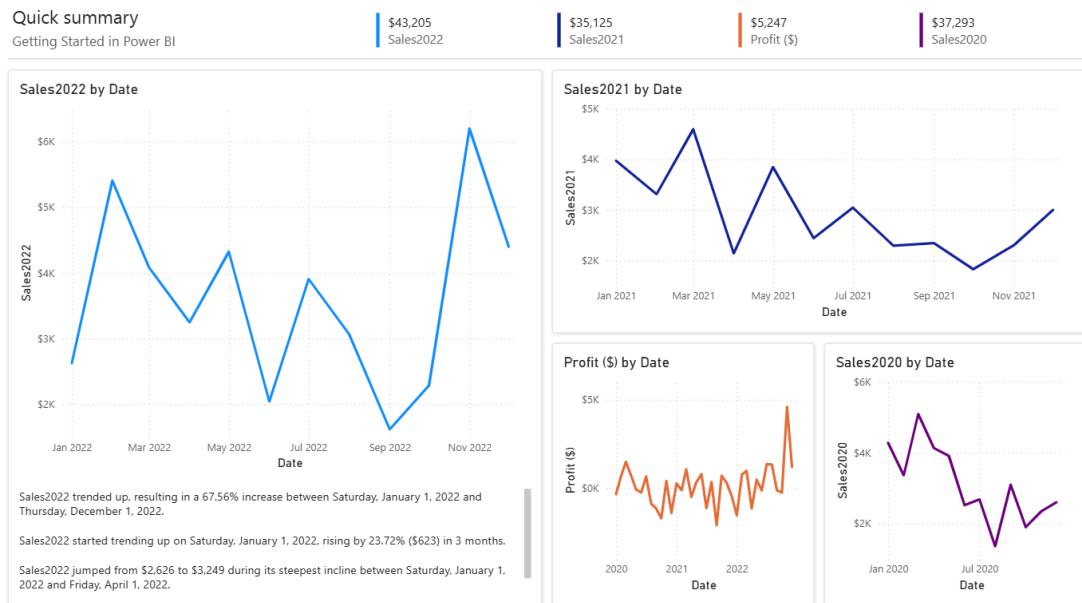 Quick summary
Getting Started in Power BI
$43,205
Sales2022
$35,125
Sales2021
$5,247
Profit ($)
$37,293
Sales2020
Sales2022 by Date
$6K
$5K
$4K
$3K
$2K
Sales2022
Jan 2022 Mar 2022 May 2022 Jul 2022 Sep 2022 Nov 2022
Date
Sales2022 trended up, resulting in a 67.56% increase between Saturday, January 1, 2022 and
Thursday, December 1, 2022.
Sales2022 started trending up on Saturday, January 1, 2022, rising by 23.72% ($623) in 3 months.
Sales2022 jumped from $2,626 to $3,249 during its steepest incline between Saturday, January 1,
2022 and Friday, April 1, 2022.
Sales2021 by Date
$5K
$4K
$3K
$2K
Sales2021
Jan 2021 Mar 2021 May 2021 Jul 2021 Sep 2021 Nov 2021
Date
Profit ($) by Date
$5K
$0K
Profit ($)
2020 2021 2022
Date
Sales2020 by Date
$6K
$4K
$2K
Sales2020
Jan 2020 Jul 2020
Date